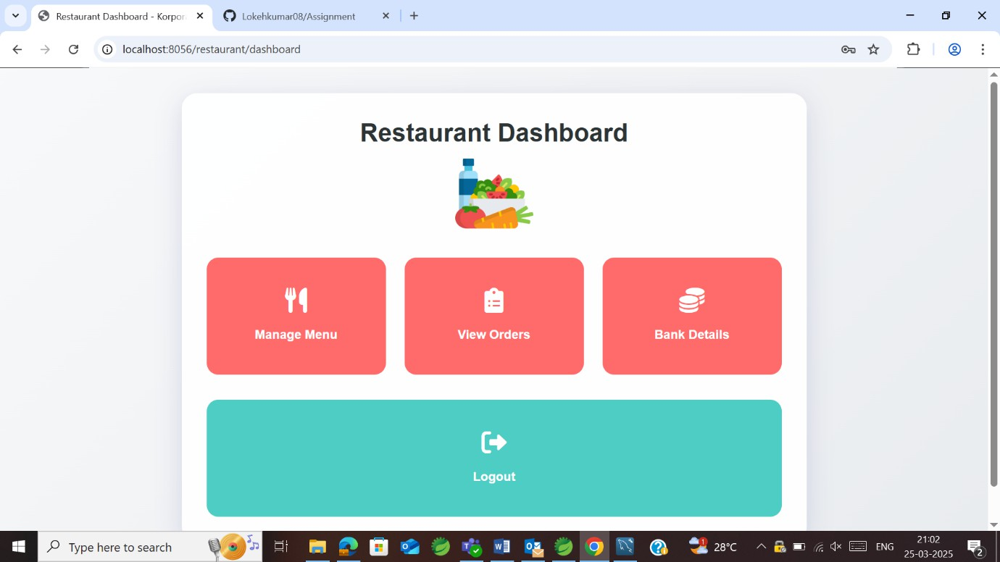 Restaurant Dashboard - Korpor
Lokehkumar08/Assignment
localhost:8056/restaurant/dashboard
Restaurant Dashboard
Manage Menu
View Orders
Bank Details
Logout
Type here to search
1
28°C
ENG
21:02
25-03-2025
2